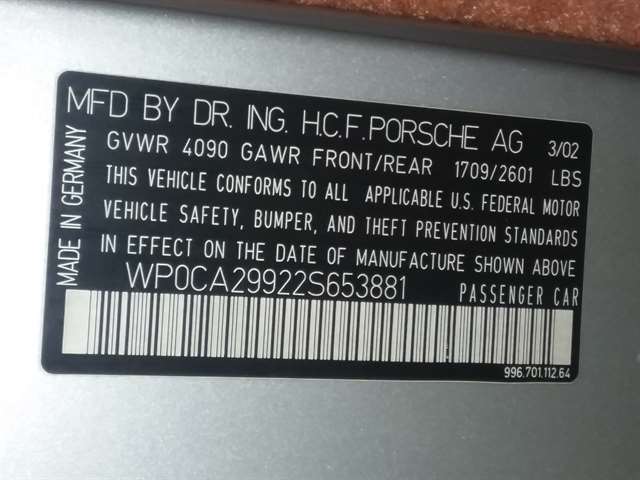 MFD BY DR. ING. H.C.F. PORSCHE AG 3/02
GVWR 4090 GAWR FRONT/REAR 1709/2601 LBS
THIS VEHICLE CONFORMS TO ALL APPLICABLE U.S. FEDERAL MOTOR
VEHICLE SAFETY, BUMPER, AND THEFT PREVENTION STANDARDS
IN EFFECT ON THE DATE OF MANUFACTURE SHOWN ABOVE
WP0CA29922S653881 PASSENGER CAR
996.701.112.64
MADE IN GERMANY